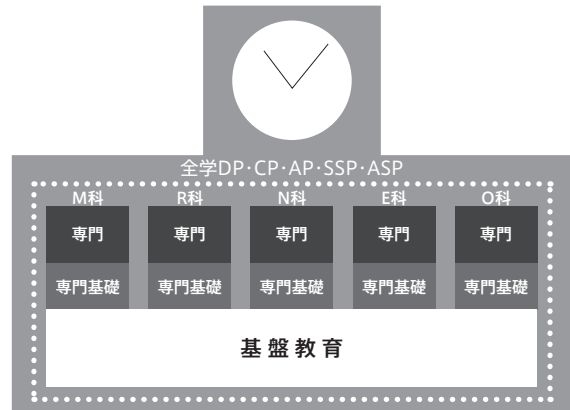 全学DP・CP・AP・SSP・ASP
M科 R科 N科 E科 O科
専門 専門 専門 専門 専門
専門基礎 専門基礎 専門基礎 専門基礎 専門基礎
基盤教育